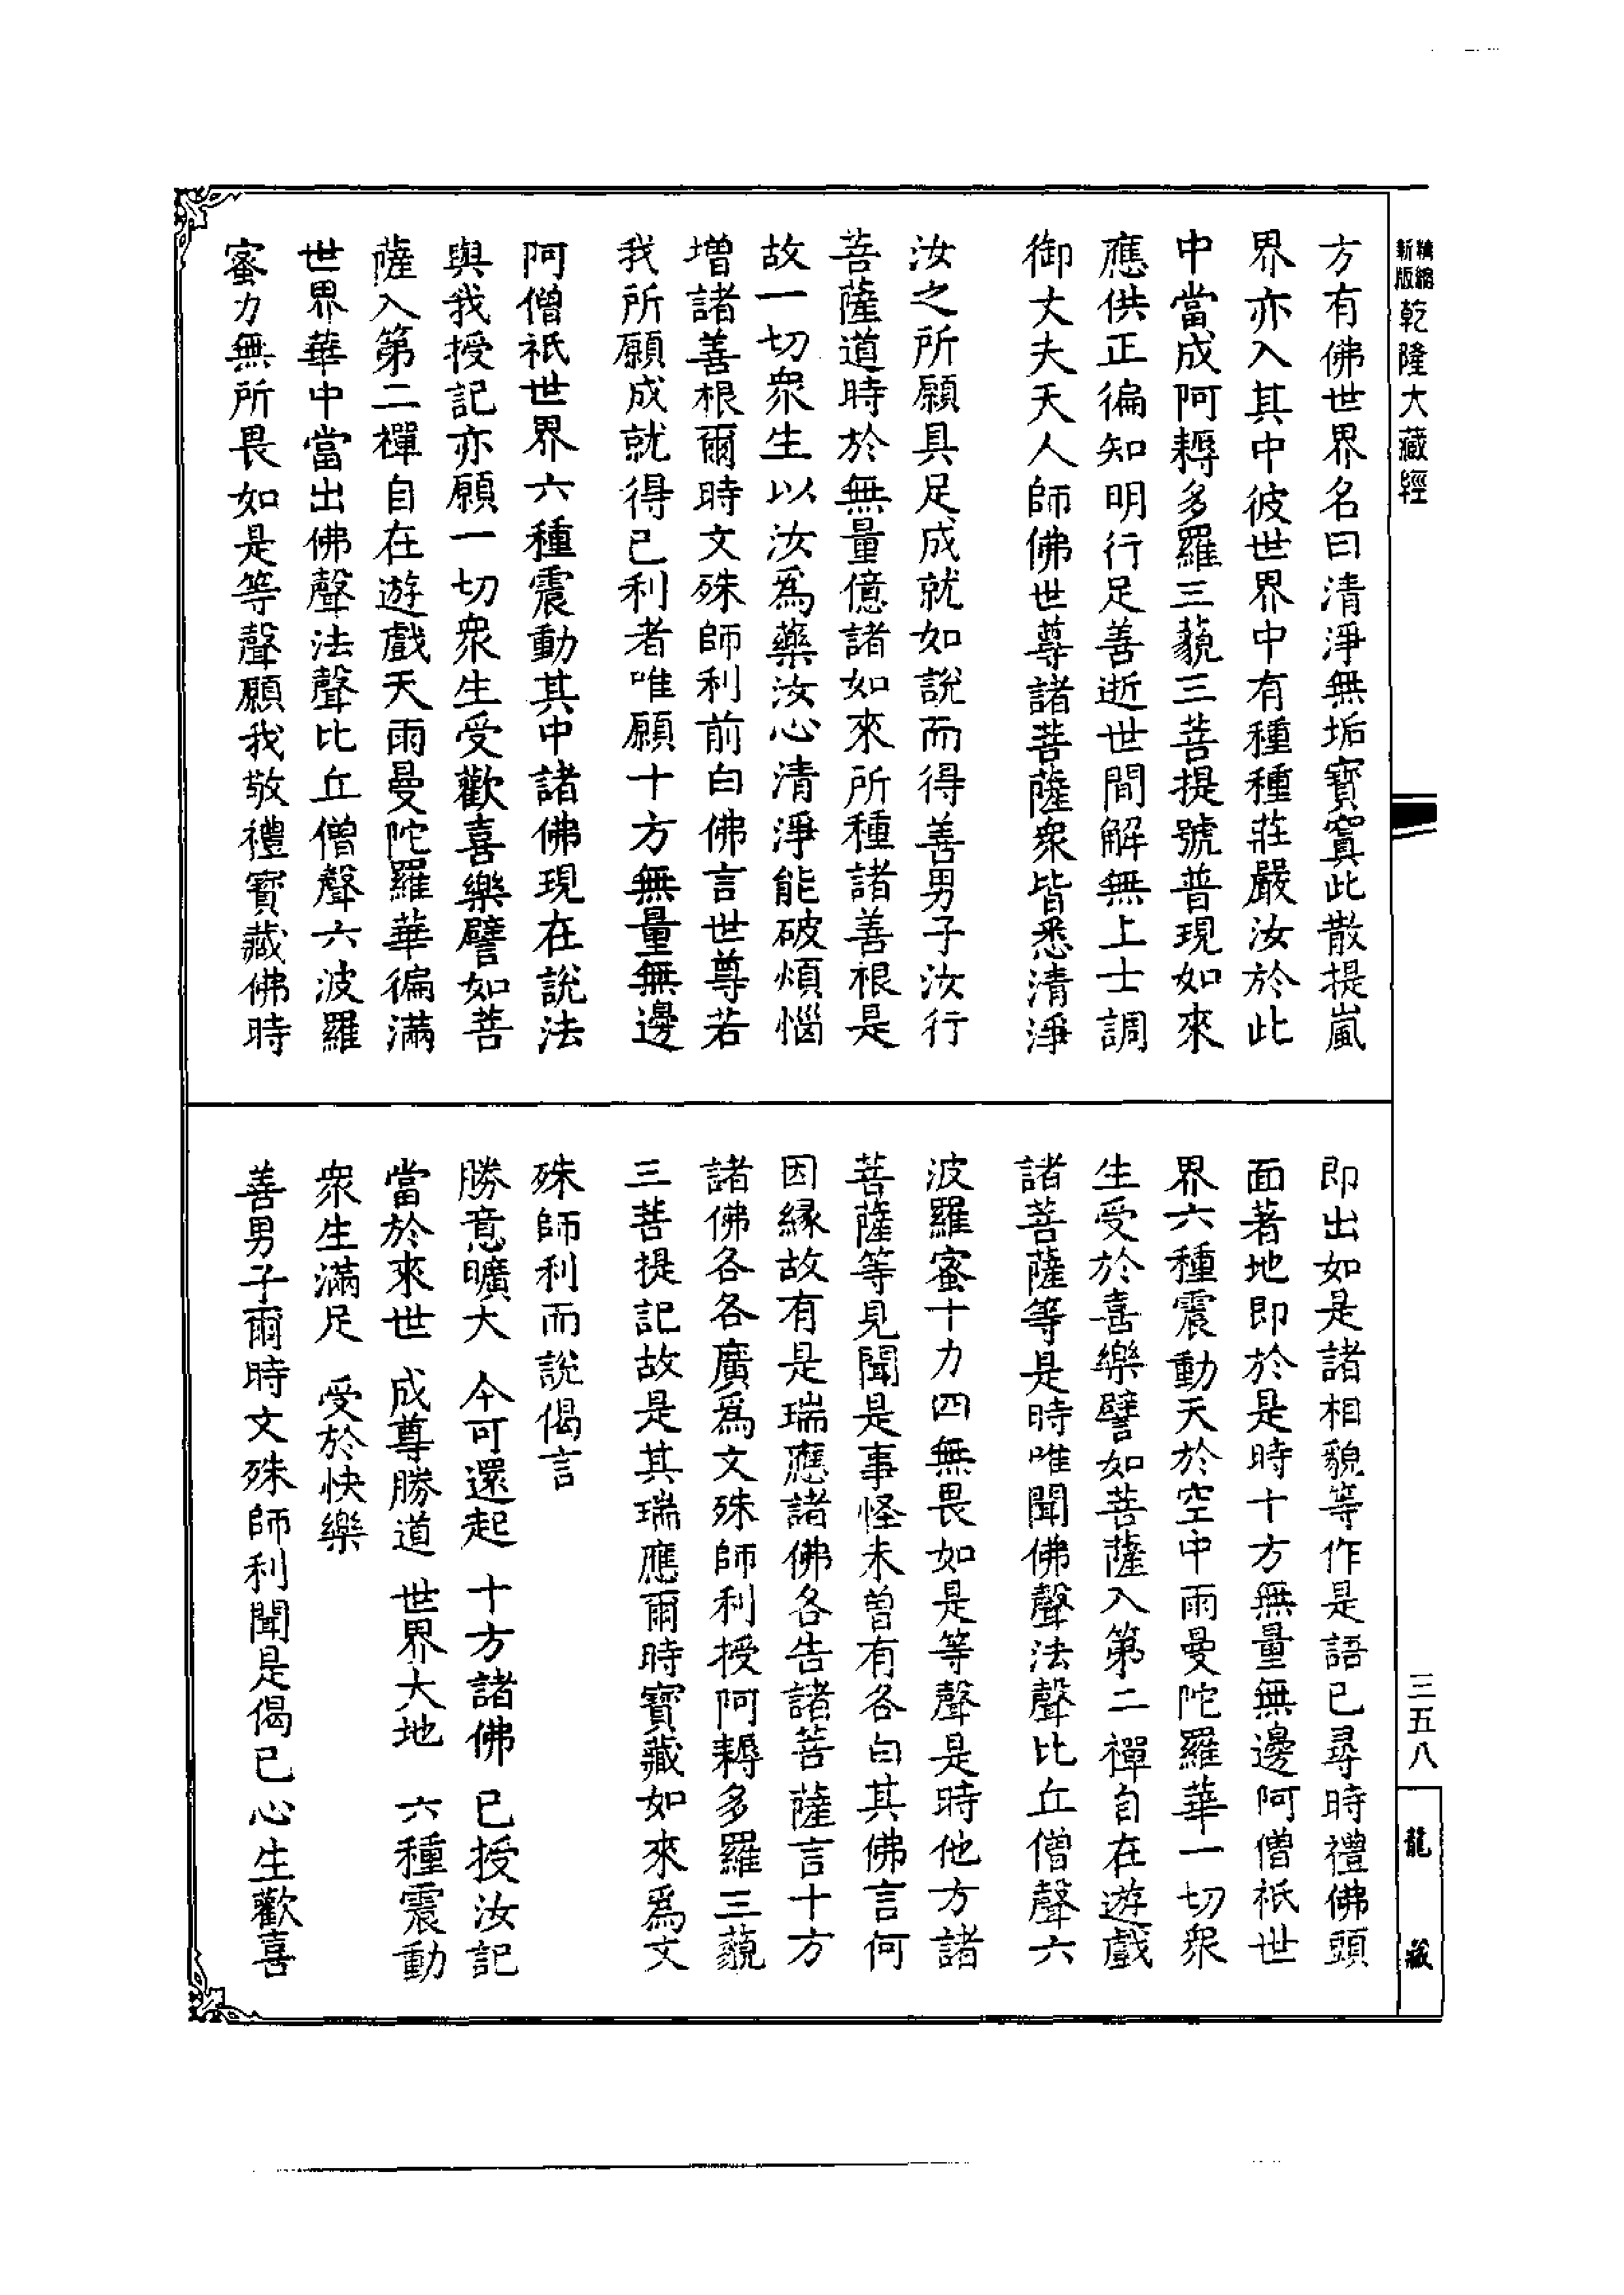 精縮
新版
乾隆大藏經
方有佛世界名曰清淨無垢寶窴此散提嵐
界亦入其中彼世界中有種種莊嚴汝於此
中當成阿耨多羅三藐三菩提號普現如來
應供正徧知明行足善逝世間解無上士調
御丈夫天人師佛世尊諸菩薩衆皆悉清淨
汝之所願具足成就如說而得善男子汝行
菩薩道時於無量億諸如來所種諸善根是
故一切衆生以汝爲藥汝心清淨能破煩惱
增諸善根爾時文殊師利前白佛言世尊若
我所願成就得已利者唯願十方無量無邊
阿僧祇世界六種震動其中諸佛現在說法
與我授記亦願一切衆生受歡喜樂譬如菩
薩入第二禪自在遊戲天雨曼陀羅華徧滿
世界華中當出佛聲法聲比丘僧聲六波羅
蜜力無所畏如是等聲願我敬禮寶藏佛時
即出如是諸相貌等作是語已尋時禮佛頭
面著地即於是時十方無量無邊阿僧祇世
界六種震動天於空中雨曼陀羅華一切衆
生受於喜樂譬如菩薩入第二禪自在遊戲
諸菩薩等是時唯聞佛聲法聲比丘僧聲六
波羅蜜十力四無畏如是等聲是時他方諸
菩薩等見聞是事怪未曾有各白其佛言何
因緣故有是瑞應諸佛各告諸菩薩言十方
諸佛各各廣爲文殊師利授阿耨多羅三藐
三菩提記故是其瑞應爾時寶藏如來爲文
殊師利而說偈言
勝意曠大 今可還起 十方諸佛 已授汝記
當於來世 成尊勝道 世界大地 六種震動
衆生滿足 受於快樂
善男子爾時文殊師利聞是偈已心生歡喜
三五八
龍藏